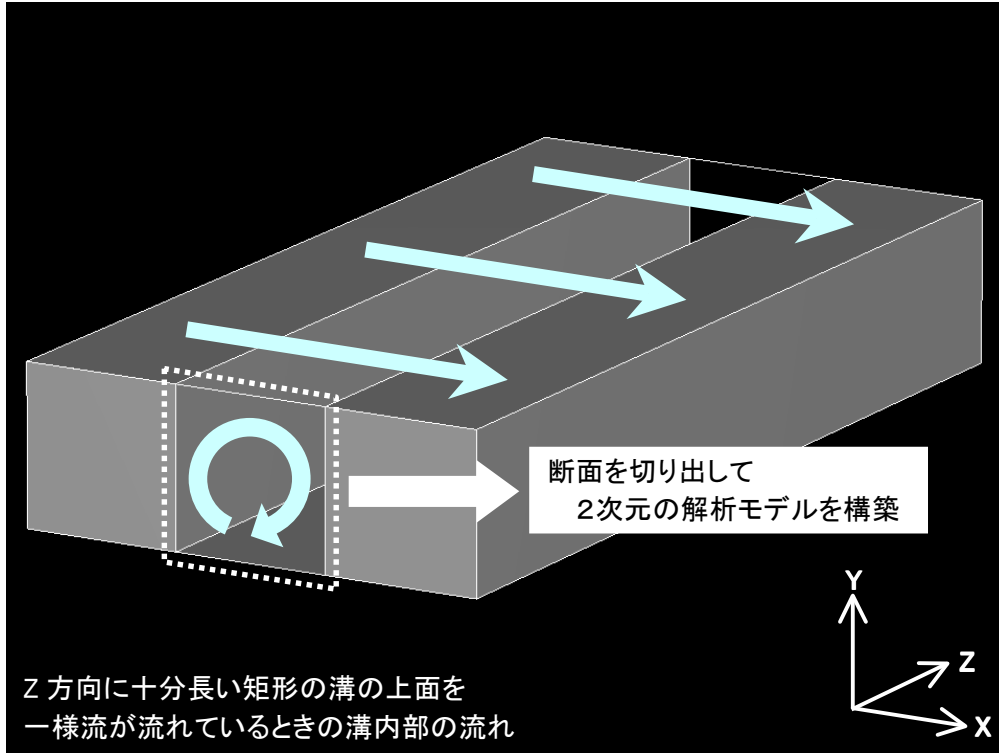 断面を切り出して
２次元の解析モデルを構築
Y
Z
X
Z 方向に十分長い矩形の溝の上面を
一様流が流れているときの溝内部の流れ